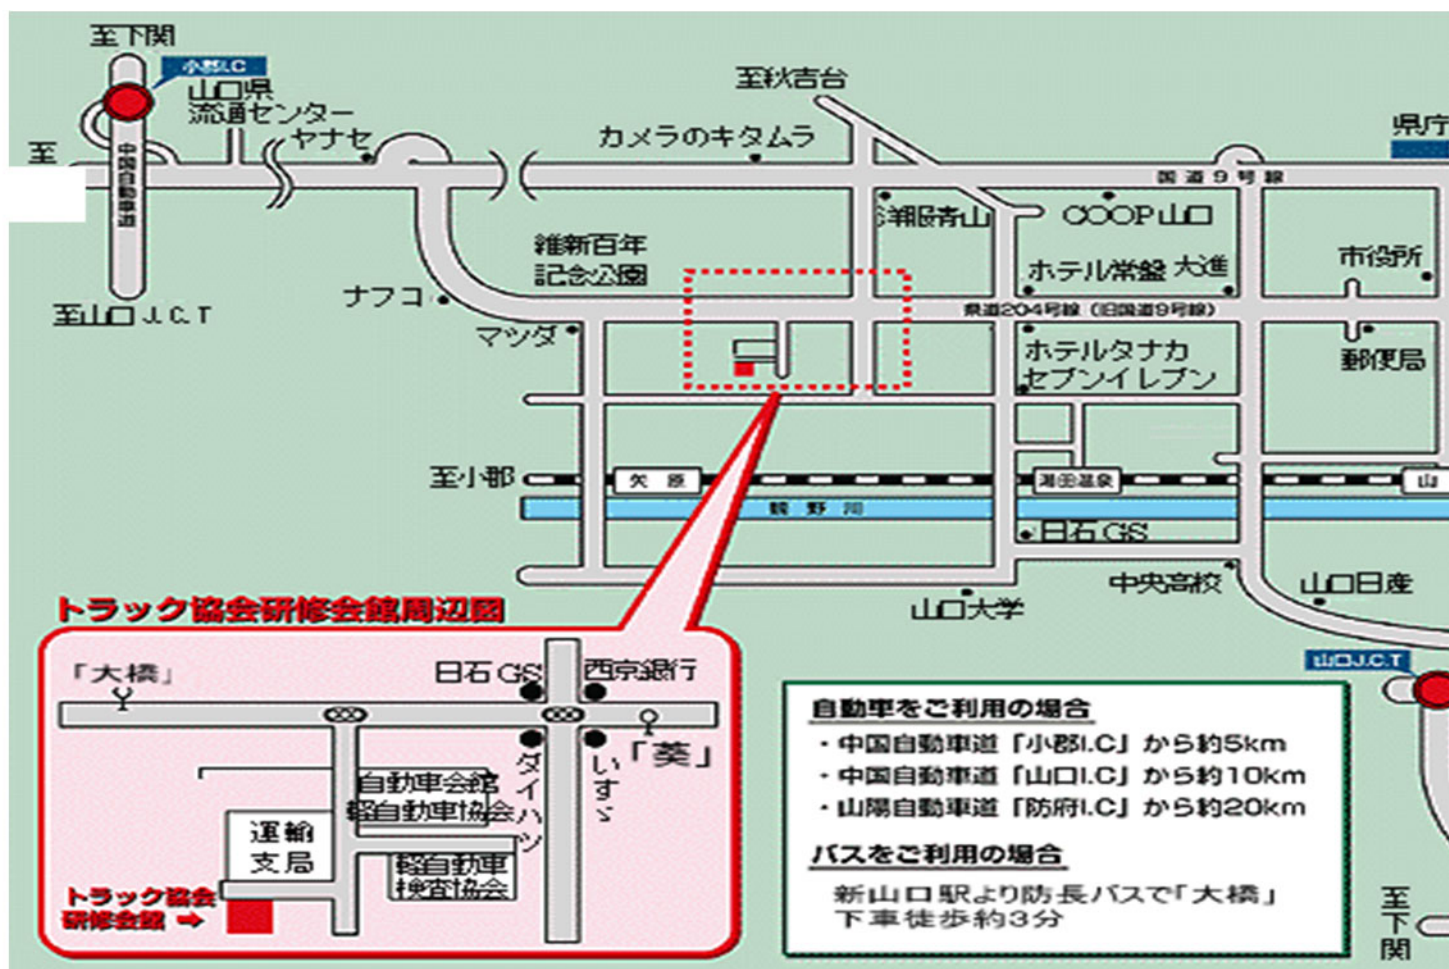 至下関
小郡I.C
山口県
流通センター
ヤナセ
至
中国自動車道
至山口 J.C.T
至秋吉台
カメラのキタムラ
県庁
国道9号線
洋服青山
COOP山口
維新百年
記念公園
ホテル常盤
大進
市役所
ナフコ
県道204号線(旧国道9号線)
マツダ
ホテルタナカ
セブンイレブン
郵便局
至小郡
矢原
湯田温泉
山
日石GS
中央高校
山口日産
山口大学
トラック協会研修会館周辺図
「大橋」
日石GS
西京銀行
「葵」
ダイハツ
いすゞ
自動車会館
軽自動車協会
運輸
支局
軽自動車
検査協会
トラック協会
研修会館 →
山口J.C.T
自動車をご利用の場合
・中国自動車道「小郡I.C」から約5km
・中国自動車道「山口I.C」から約10km
・山陽自動車道「防府I.C」から約20km
バスをご利用の場合
新山口駅より防長バスで「大橋」
下車徒歩約3分
至下関